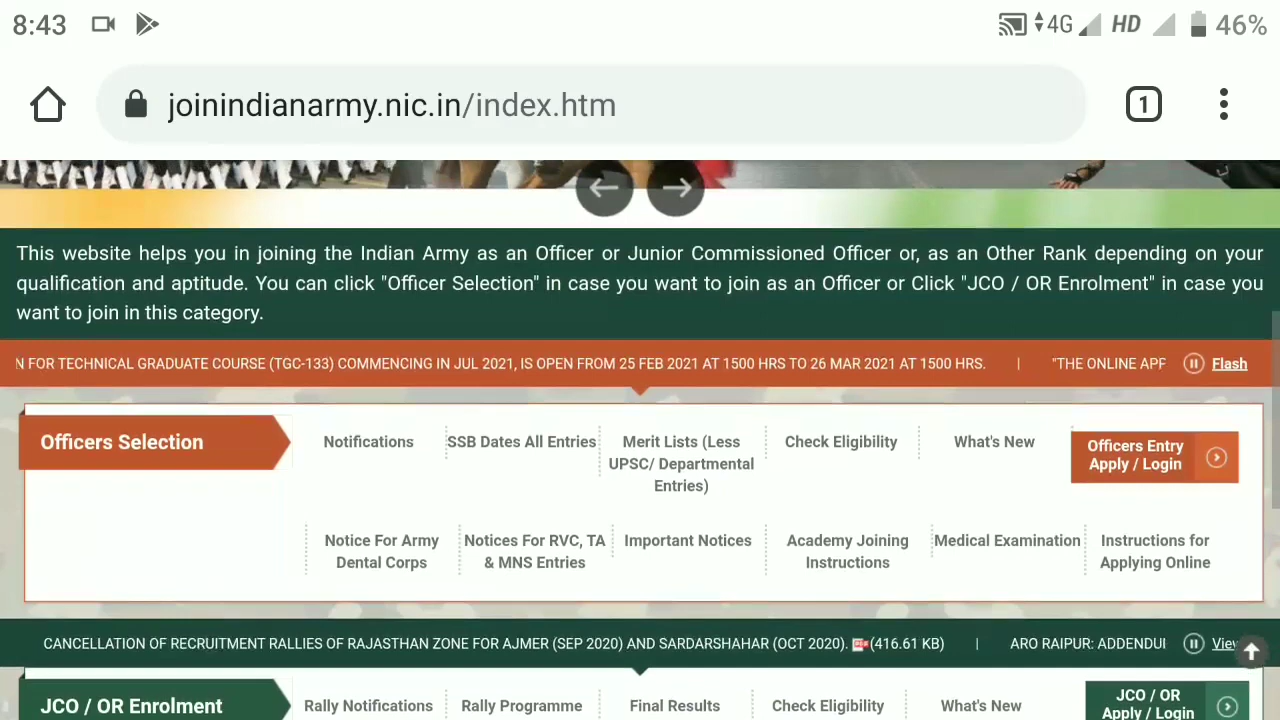 8:43
4G HD 46%
joinindianarmy.nic.in/index.htm
1
This website helps you in joining the Indian Army as an Officer or Junior Commissioned Officer or, as an Other Rank depending on your
qualification and aptitude. You can click "Officer Selection" in case you want to join as an Officer or Click "JCO / OR Enrolment" in case you
want to join in this category.
N FOR TECHNICAL GRADUATE COURSE (TGC-133) COMMENCING IN JUL 2021, IS OPEN FROM 25 FEB 2021 AT 1500 HRS TO 26 MAR 2021 AT 1500 HRS. | "THE ONLINE APP Flash
Officers Selection
Notifications
SSB Dates All Entries
Merit Lists (Less
UPSC/ Departmental
Entries)
Check Eligibility
What's New
Officers Entry
Apply / Login
Notice For Army
Dental Corps
Notices For RVC, TA
& MNS Entries
Important Notices
Academy Joining
Instructions
Medical Examination
Instructions for
Applying Online
CANCELLATION OF RECRUITMENT RALLIES OF RAJASTHAN ZONE FOR AJMER (SEP 2020) AND SARDARSHAHAR (OCT 2020). (416.61 KB) | ARO RAIPUR: ADDENDU View
JCO / OR Enrolment
Rally Notifications
Rally Programme
Final Results
Check Eligibility
What's New
JCO / OR
Apply / Login